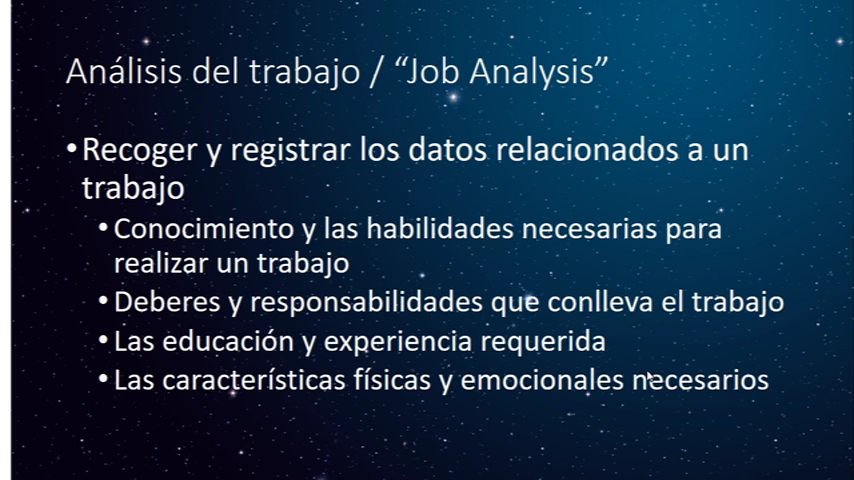 Análisis del trabajo / “Job Analysis”
• Recoger y registrar los datos relacionados a un
trabajo
• Conocimiento y las habilidades necesarias para
realizar un trabajo
• Deberes y responsabilidades que conlleva el trabajo
• Las educación y experiencia requerida
• Las características físicas y emocionales necesarios